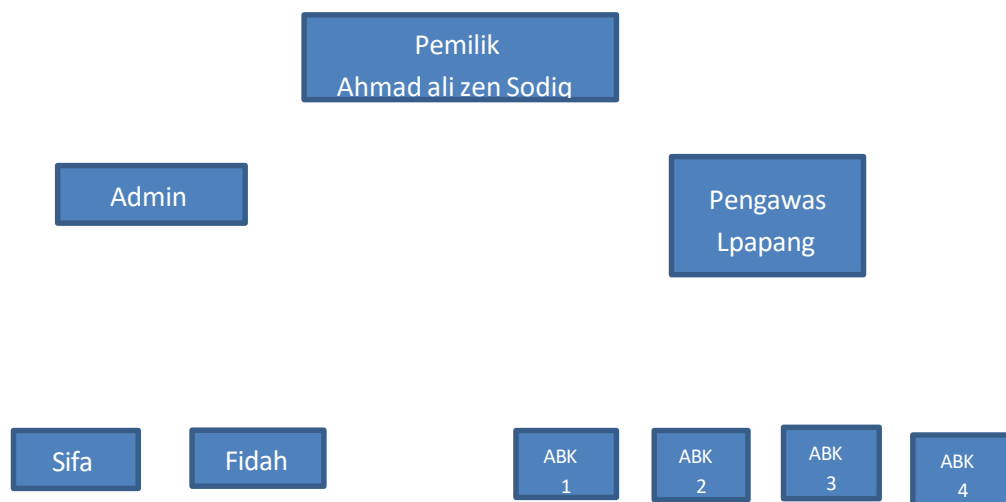 Pemilik
Ahmad ali zen Sodiq
Admin
Pengawas
Lpapang
Sifa
Fidah
ABK
1
ABK
2
ABK
3
ABK
4